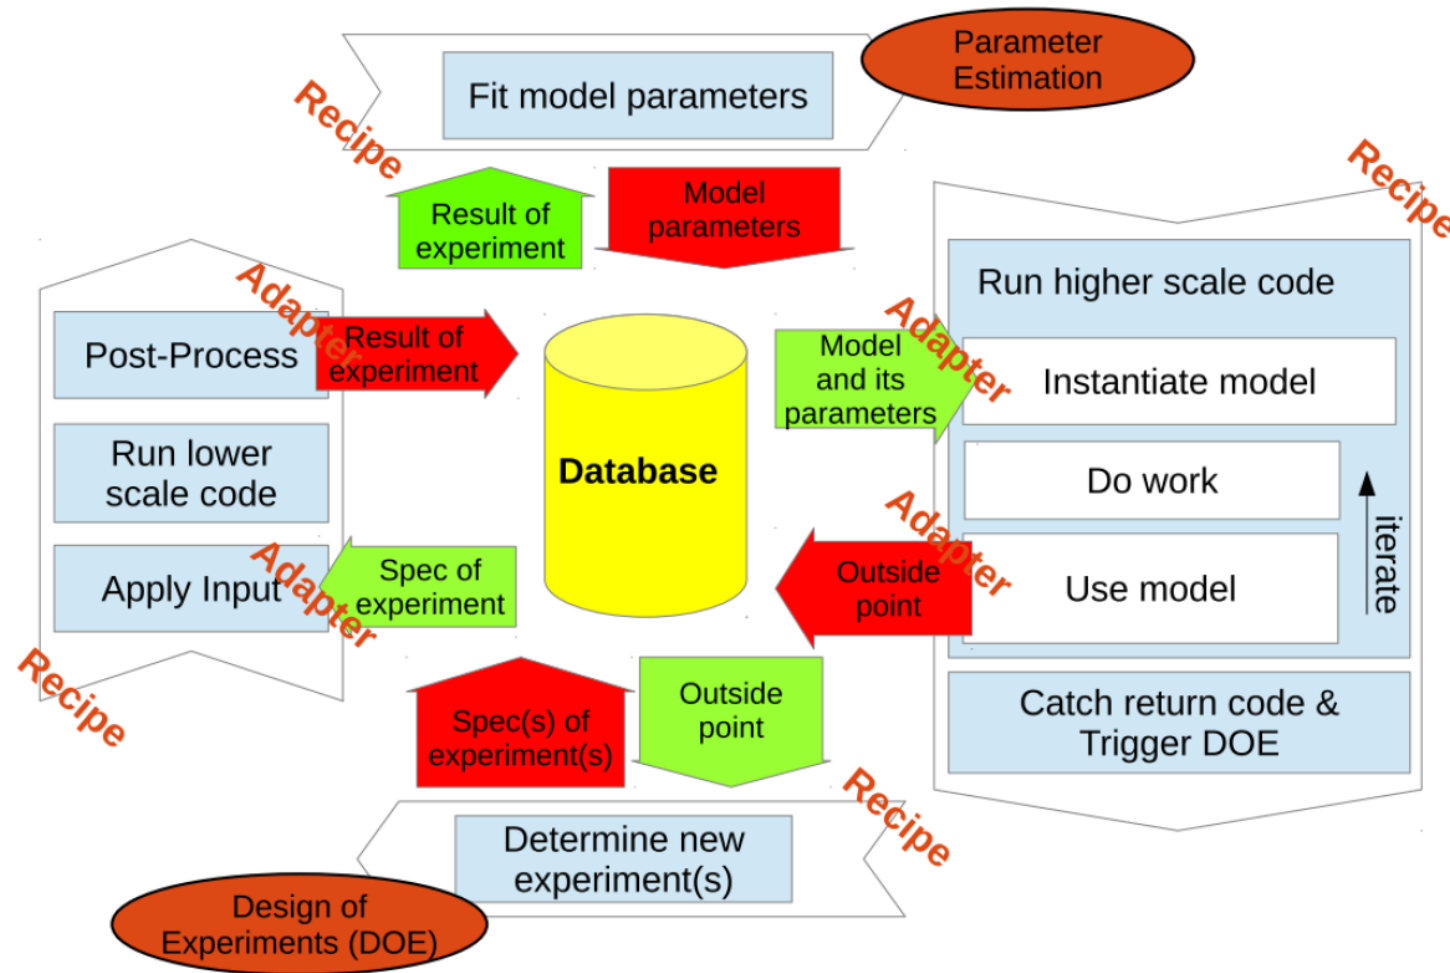 Parameter
Estimation
Fit model parameters
Recipe
Recipe
Result of
experiment
Model
parameters
Adapter
Post-Process
Result of
experiment
Run lower
scale code
Adapter
Apply Input
Spec of
experiment
Recipe
Database
Run higher scale code
Adapter
Model
and its
parameters
Instantiate model
Do work
Adapter
Outside
point
Use model
iterate
Catch return code &
Trigger DOE
Spec(s) of
experiment(s)
Outside
point
Recipe
Determine new
experiment(s)
Design of
Experiments (DOE)